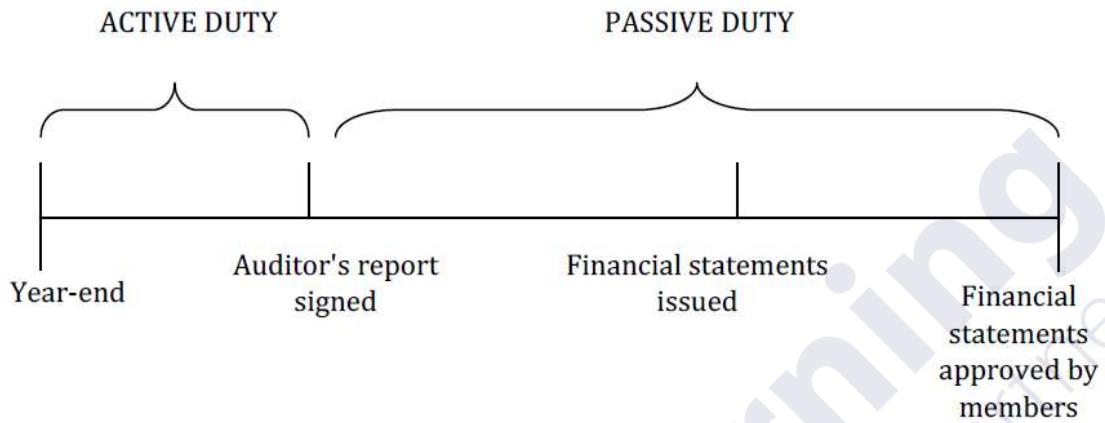 ACTIVE DUTY
PASSIVE DUTY
Year-end
Auditor's report
signed
Financial statements
issued
Financial
statements
approved by
members